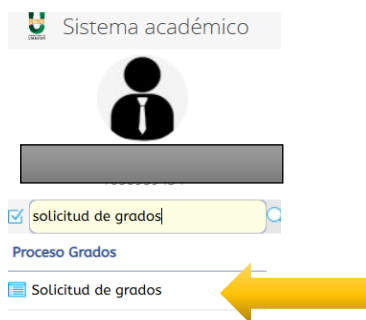 Sistema académico
solicitud de grados
Proceso Grados
Solicitud de grados